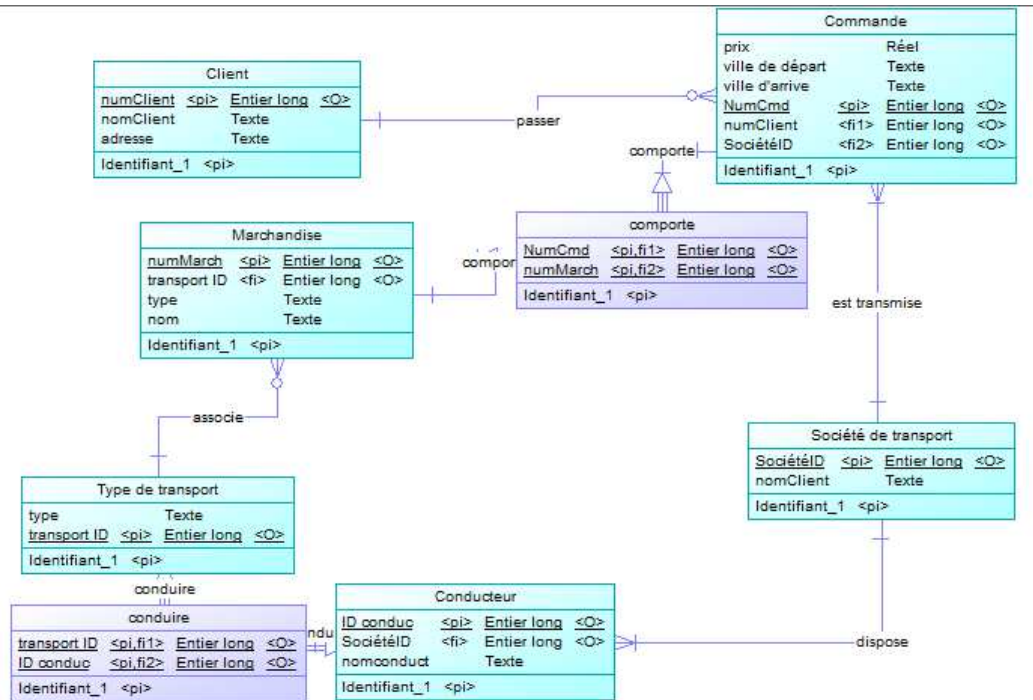 Commande
prix Réel
ville de départ Texte
ville d'arrive Texte
NumCmd <pi> Entier long <O>
numClient <fi1> Entier long <O>
SociétéID <fi2> Entier long <O>
Identifiant_1 <pi>
Client
numClient <pi> Entier long <O>
nomClient Texte
adresse Texte
Identifiant_1 <pi>
passer
comporte
comporte
NumCmd <pi,fi1> Entier long <O>
numMarch <pi,fi2> Entier long <O>
Identifiant_1 <pi>
Marchandise
numMarch <pi> Entier long <O>
transport ID <fi> Entier long <O>
type Texte
nom Texte
Identifiant_1 <pi>
compor
est transmise
associe
Société de transport
SociétéID <pi> Entier long <O>
nomClient Texte
Identifiant_1 <pi>
Type de transport
type Texte
transport ID <pi> Entier long <O>
Identifiant_1 <pi>
conduire
conduire
transport ID <pi,fi1> Entier long <O>
ID conduc <pi,fi2> Entier long <O>
Identifiant_1 <pi>
ndu
Conducteur
ID conduc <pi> Entier long <O>
SociétéID <fi> Entier long <O>
nomconduct Texte
Identifiant_1 <pi>
dispose